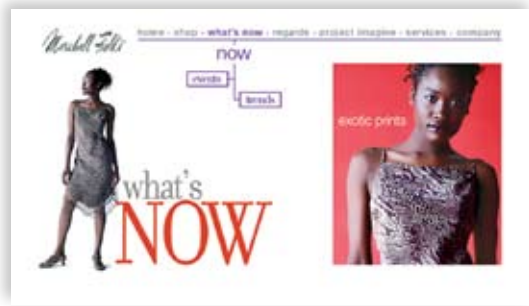 Marshall Field's
home - shop - what's now - regards - project imagine - services - company
now
events
trends
exotic prints
what's
NOW